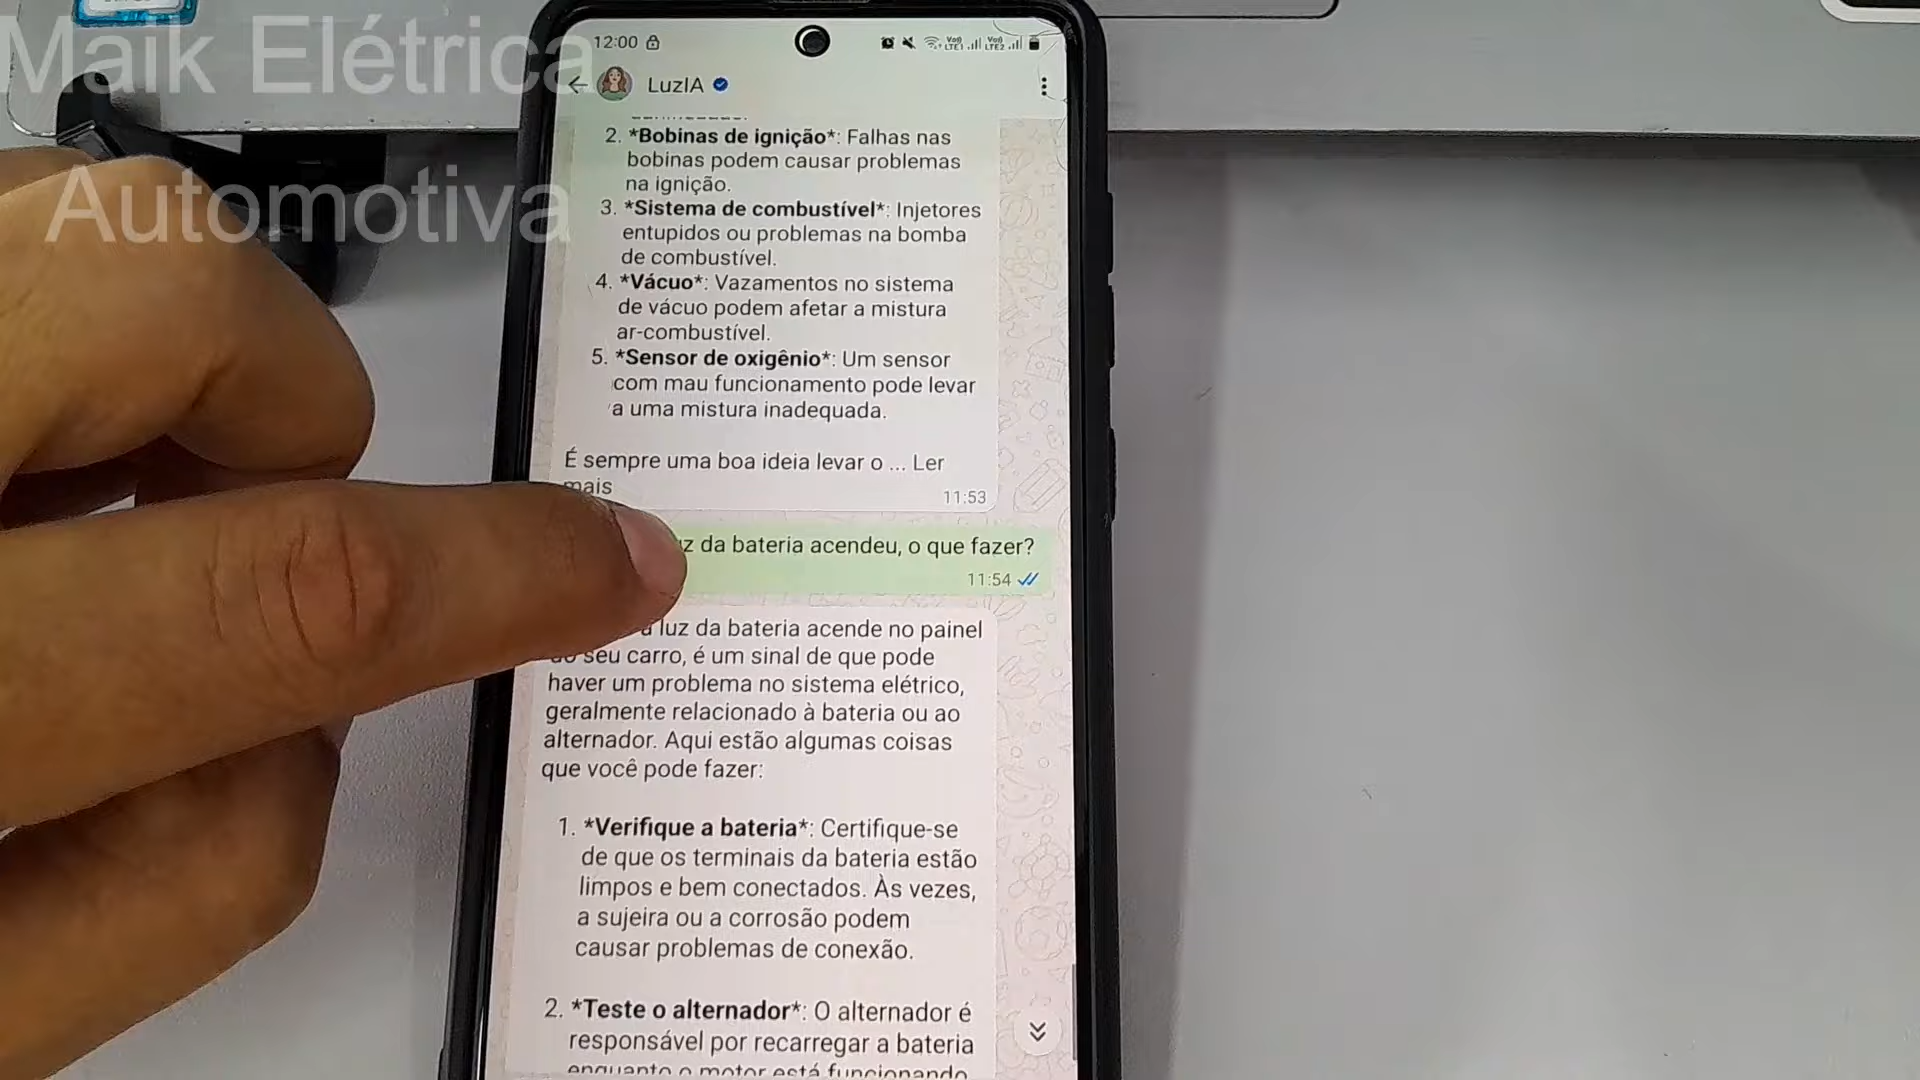 Maik Elétrica
Automotiva
12:00
LuzIA
2. *Bobinas de ignição*: Falhas nas
bobinas podem causar problemas
na ignição.
3. *Sistema de combustível*: Injetores
entupidos ou problemas na bomba
de combustível.
4. *Vácuo*: Vazamentos no sistema
de vácuo podem afetar a mistura
ar-combustível.
5. *Sensor de oxigênio*: Um sensor
com mau funcionamento pode levar
a uma mistura inadequada.
É sempre uma boa ideia levar o ... Ler
mais
11:53
da bateria acendeu, o que fazer?
11:54
luz da bateria acende no painel
seu carro, é um sinal de que pode
haver um problema no sistema elétrico,
geralmente relacionado à bateria ou ao
alternador. Aqui estão algumas coisas
que você pode fazer:
1. *Verifique a bateria*: Certifique-se
de que os terminais da bateria estão
limpos e bem conectados. Às vezes,
a sujeira ou a corrosão podem
causar problemas de conexão.
2. *Teste o alternador*: O alternador é
responsável por recarregar a bateria
enquanto o motor está funcionando